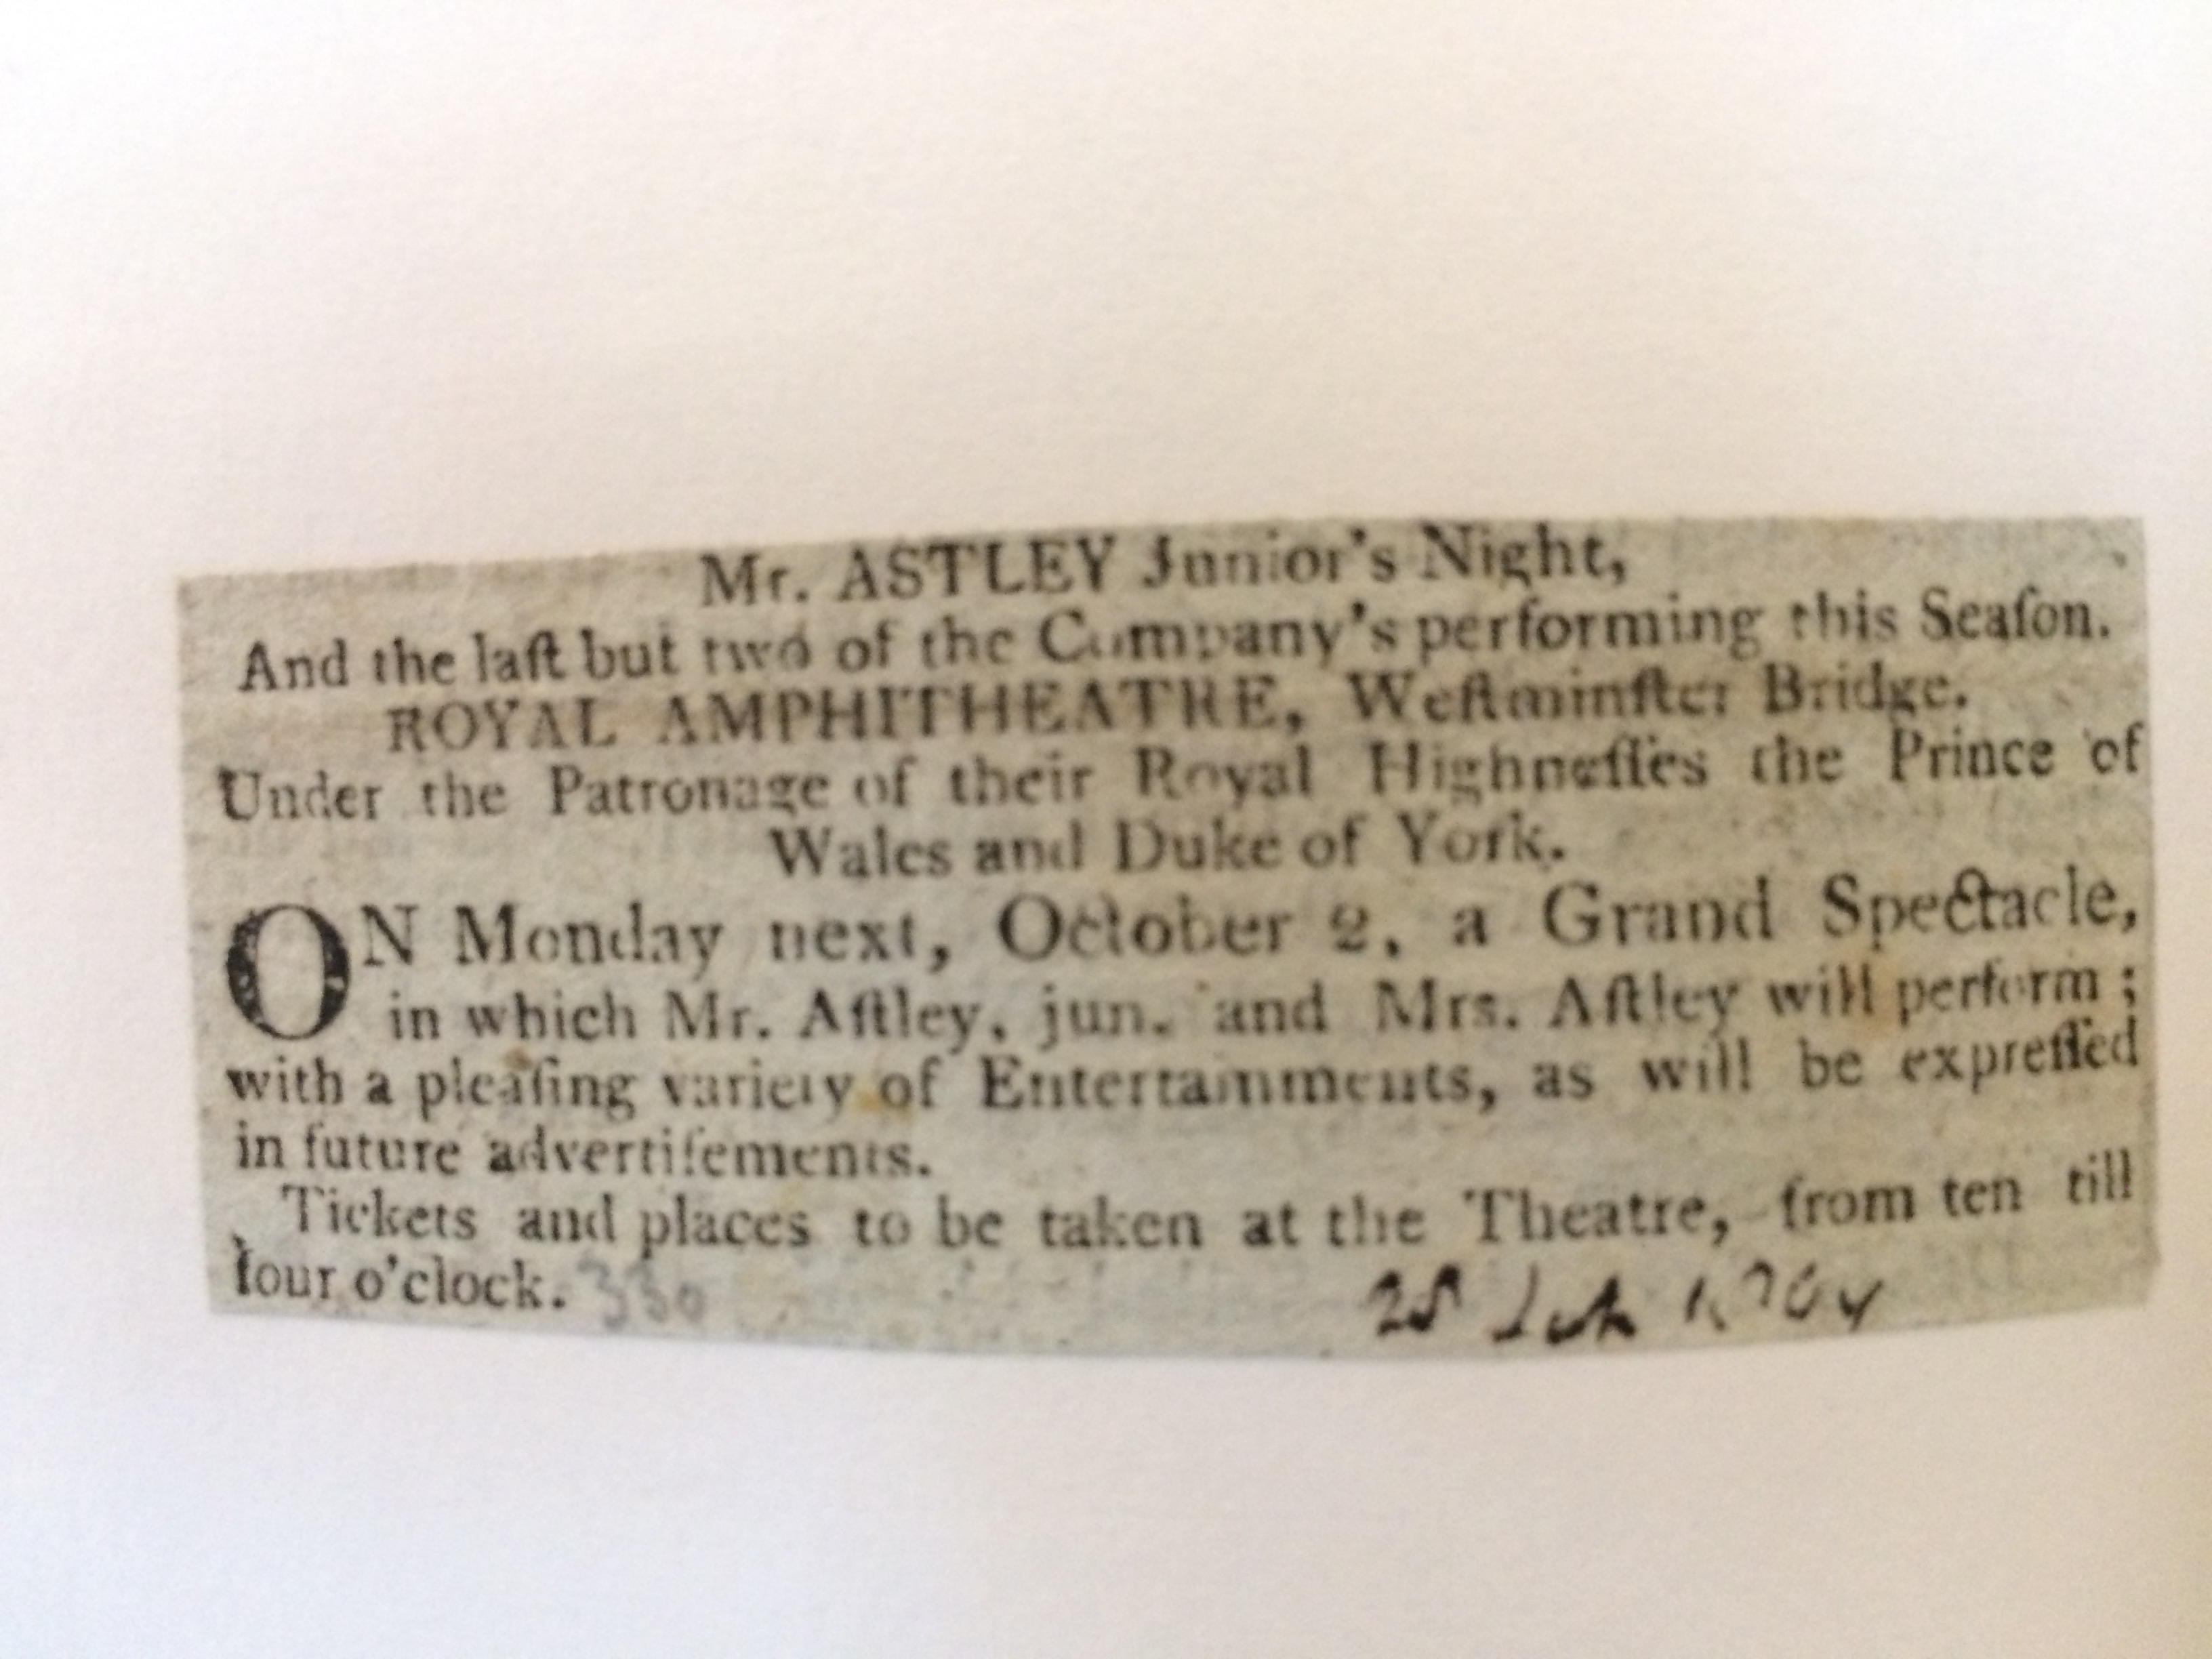 Mr. ASTLEY Junior's Night,
And the laſt but two of the Company's performing this Seaſon.
ROYAL AMPHITHEATRE, Weſtminſter Bridge.
Under the Patronage of their Royal Highneſſes the Prince of
Wales and Duke of York.
ON Monday next, October 2, a Grand Spectacle,
in which Mr. Aſtley, jun. and Mrs. Aſtley will perform;
with a pleaſing variety of Entertainments, as will be expreſſed
in future advertiſements.
Tickets and places to be taken at the Theatre, from ten till
four o'clock. 330